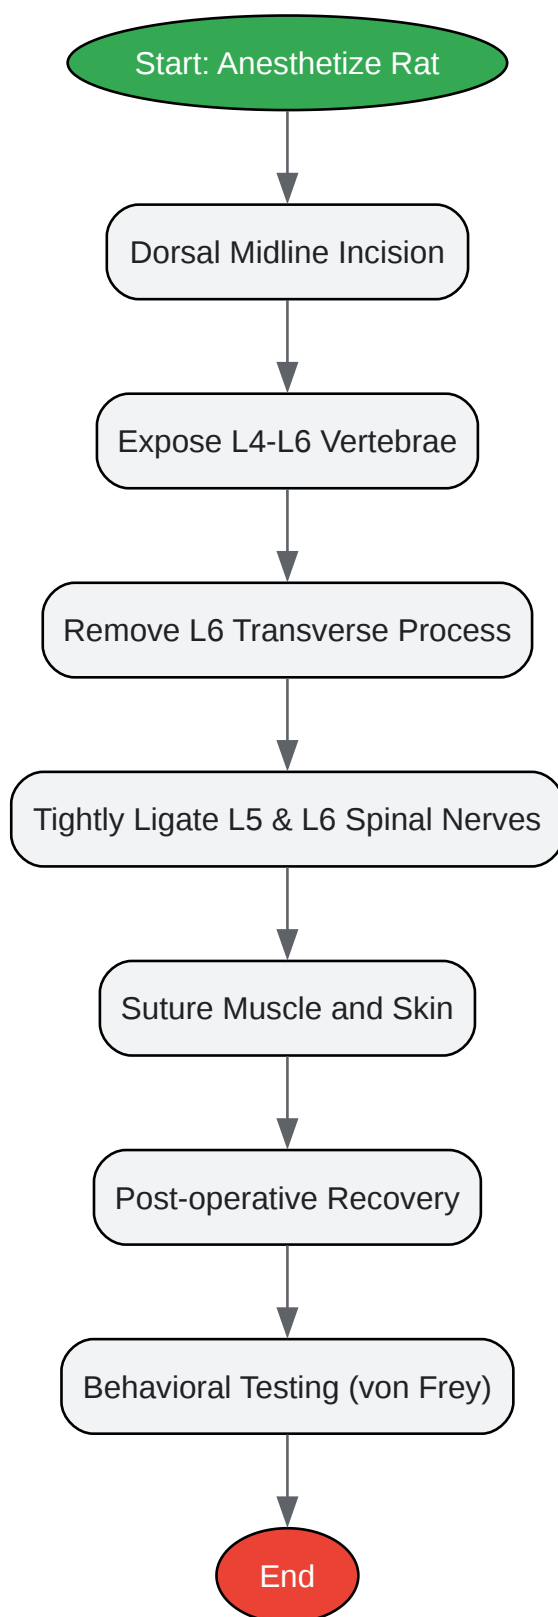 Start: Anesthetize Rat
Dorsal Midline Incision
Expose L4-L6 Vertebrae
Remove L6 Transverse Process
Tightly Ligate L5 & L6 Spinal Nerves
Suture Muscle and Skin
Post-operative Recovery
Behavioral Testing (von Frey)
End